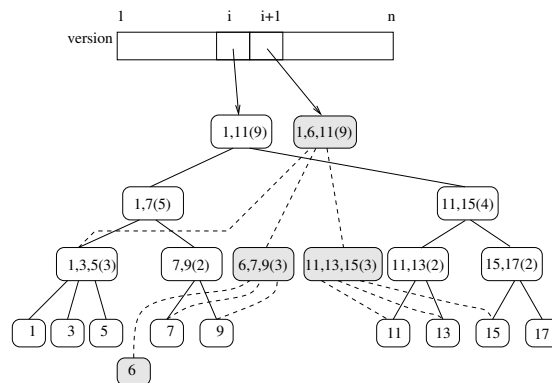 1 i i+1 n
version
1,11(9) 1,6,11(9)
1,7(5) 11,15(4)
1,3,5(3) 7,9(2) 6,7,9(3) 11,13,15(3) 11,13(2) 15,17(2)
1 3 5 7 9 11 13 15 17
6